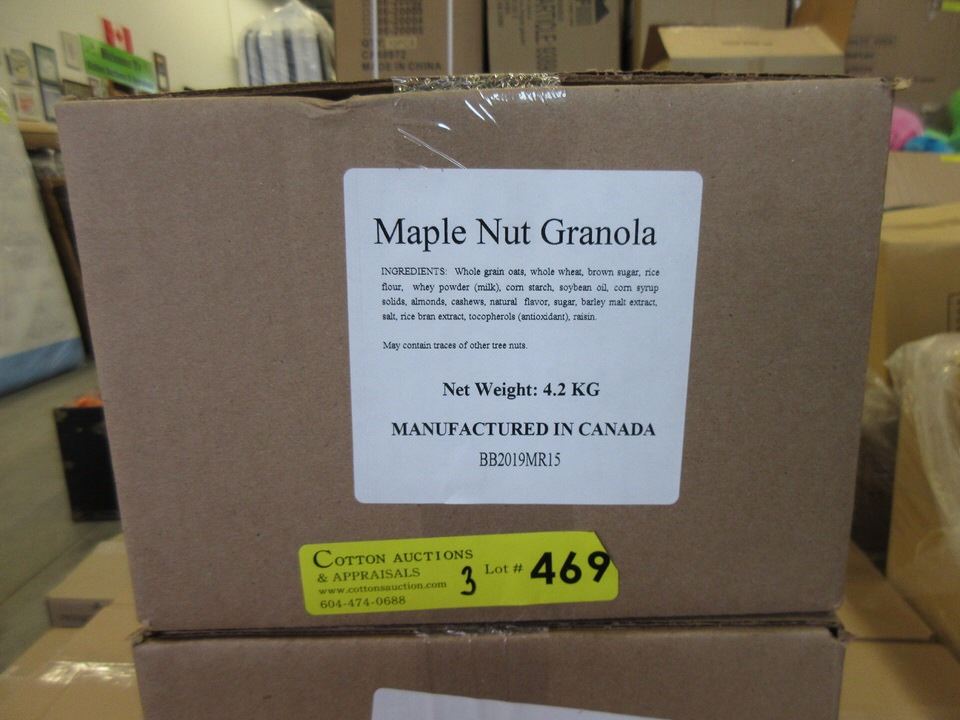 MADE IN CHINA
Maple Nut Granola
INGREDIENTS: Whole grain oats, whole wheat, brown sugar, rice
flour, whey powder (milk), corn starch, soybean oil, corn syrup
solids, almonds, cashews, natural flavor, sugar, barley malt extract,
salt, rice bran extract, tocopherols (antioxidant), raisin.
May contain traces of other tree nuts.
Net Weight: 4.2 KG
MANUFACTURED IN CANADA
BB2019MR15
COTTON AUCTIONS
& APPRAISALS
www.cottonsauction.com
604-474-0688
3
Lot # 469